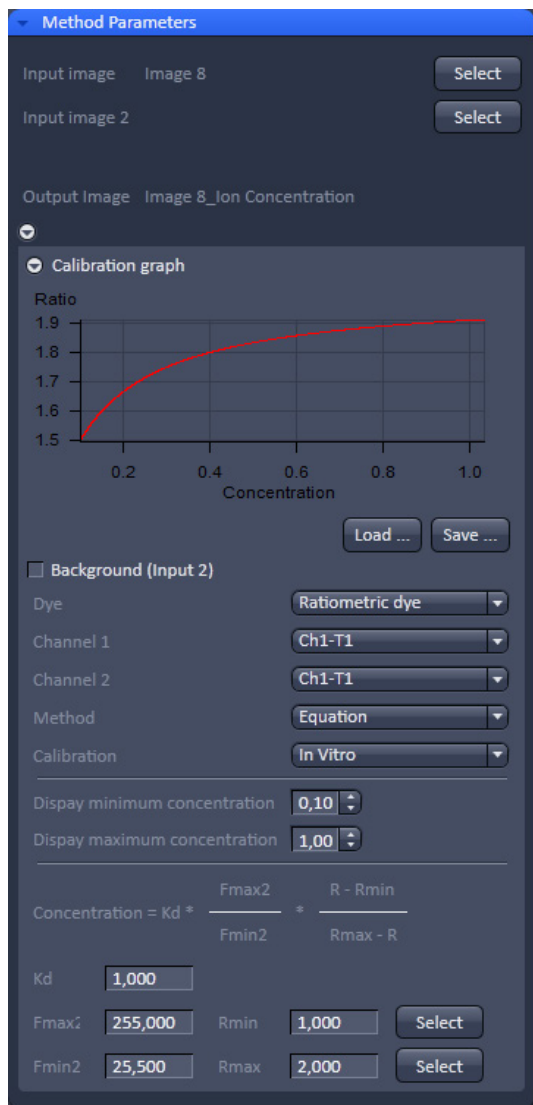 Method Parameters
Input image Image 8 Select
Input image 2 Select
Output Image Image 8_Ion Concentration
Calibration graph
Ratio
1.9
1.8
1.7
1.6
1.5
0.2 0.4 0.6 0.8 1.0
Concentration
Load ... Save ...
Background (Input 2)
Dye Ratiometric dye
Channel 1 Ch1-T1
Channel 2 Ch1-T1
Method Equation
Calibration In Vitro
Dispay minimum concentration 0,10
Dispay maximum concentration 1,00
Fmax2 R - Rmin
Concentration = Kd * *
Fmin2 Rmax - R
Kd 1,000
Fmax2 255,000 Rmin 1,000 Select
Fmin2 25,500 Rmax 2,000 Select